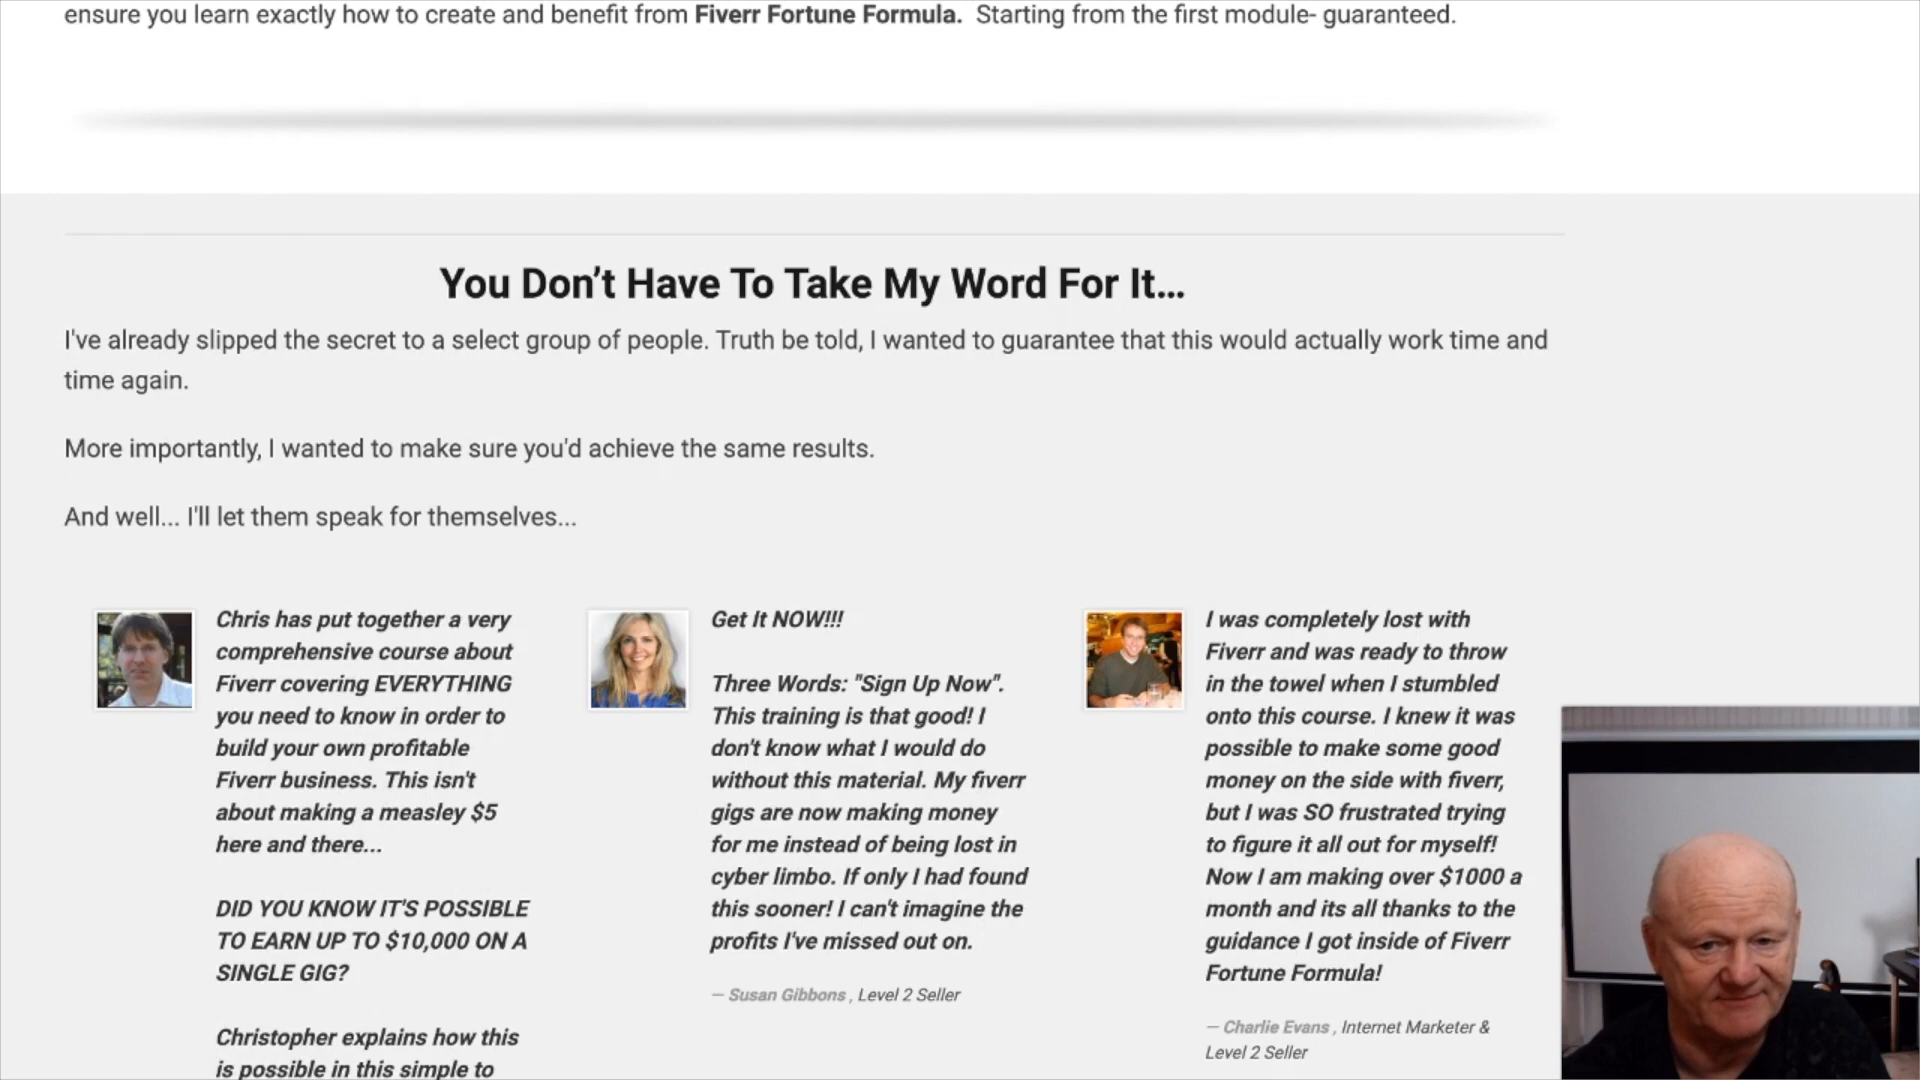 ensure you learn exactly how to create and benefit from Fiverr Fortune Formula.  Starting from the first module- guaranteed.
You Don’t Have To Take My Word For It...
I've already slipped the secret to a select group of people. Truth be told, I wanted to guarantee that this would actually work time and
time again.
More importantly, I wanted to make sure you'd achieve the same results.
And well... I'll let them speak for themselves...
Chris has put together a very
comprehensive course about
Fiverr covering EVERYTHING
you need to know in order to
build your own profitable
Fiverr business. This isn't
about making a measley $5
here and there...
DID YOU KNOW IT'S POSSIBLE
TO EARN UP TO $10,000 ON A
SINGLE GIG?
Christopher explains how this
is possible in this simple to
Get It NOW!!!
Three Words: "Sign Up Now".
This training is that good! I
don't know what I would do
without this material. My fiverr
gigs are now making money
for me instead of being lost in
cyber limbo. If only I had found
this sooner! I can't imagine the
profits I've missed out on.
— Susan Gibbons , Level 2 Seller
I was completely lost with
Fiverr and was ready to throw
in the towel when I stumbled
onto this course. I knew it was
possible to make some good
money on the side with fiverr,
but I was SO frustrated trying
to figure it all out for myself!
Now I am making over $1000 a
month and its all thanks to the
guidance I got inside of Fiverr
Fortune Formula!
— Charlie Evans , Internet Marketer &
Level 2 Seller